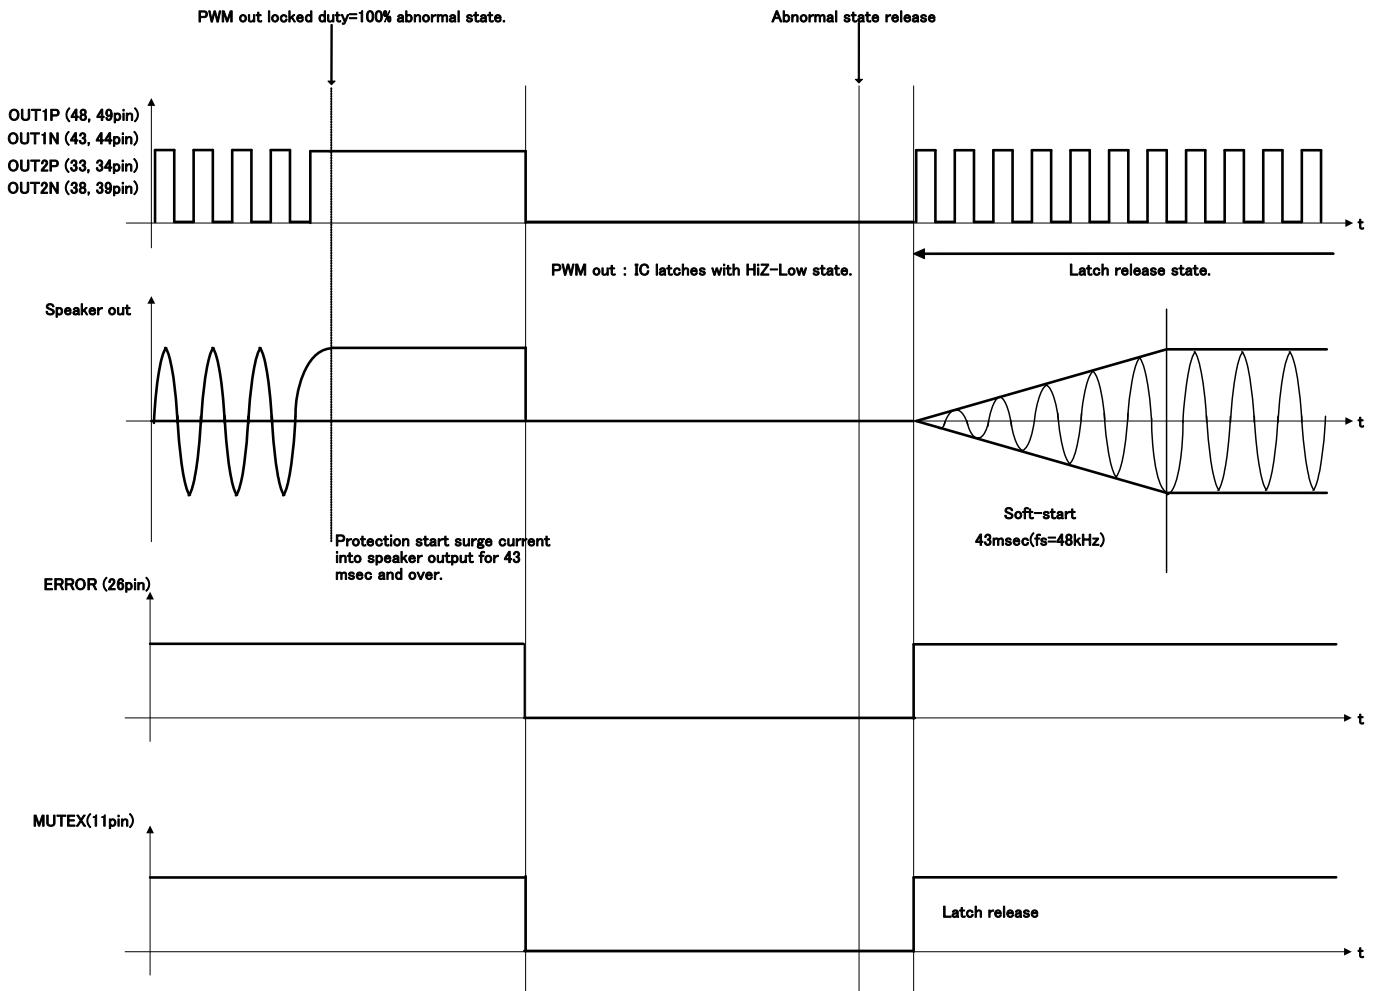 PWM out locked duty=100% abnormal state.
Abnormal state release
OUT1P (48, 49pin)
OUT1N (43, 44pin)
OUT2P (33, 34pin)
OUT2N (38, 39pin)
t
PWM out : IC latches with HiZ-Low state.
Latch release state.
Speaker out
t
Soft-start
43msec(fs=48kHz)
Protection start surge current
into speaker output for 43
msec and over.
ERROR (26pin)
t
MUTEX(11pin)
Latch release
t